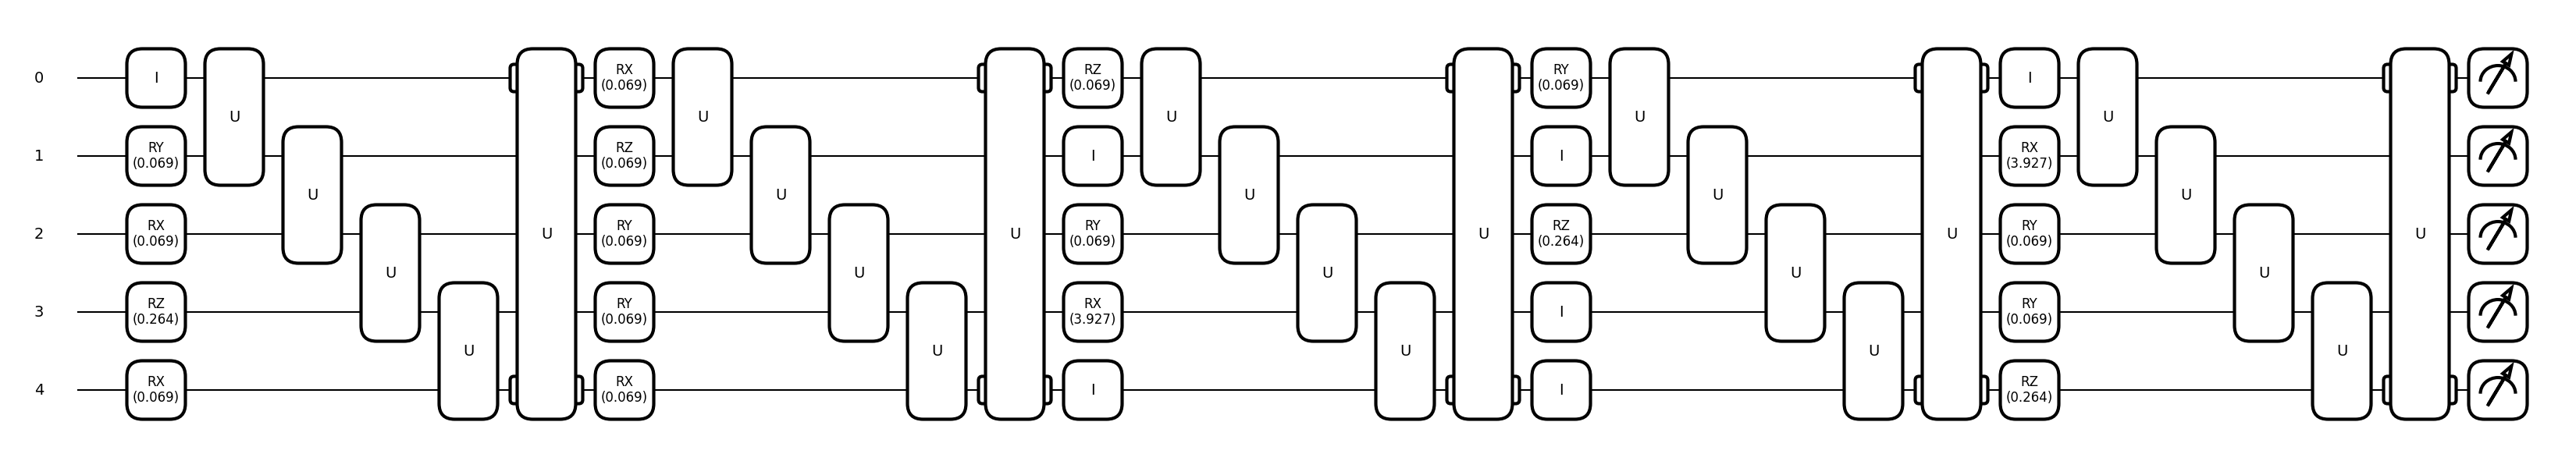 0 I U U RX (0.069) U U RZ (0.069) U U RY (0.069) U U I U U
1 RY (0.069) U RZ (0.069) U I U I U RX (3.927) U
2 RX (0.069) U RY (0.069) U RY (0.069) U RZ (0.264) U RY (0.069) U
3 RZ (0.264) U RY (0.069) U RX (3.927) U I U RY (0.069) U
4 RX (0.069) RX (0.069) I I RZ (0.264)